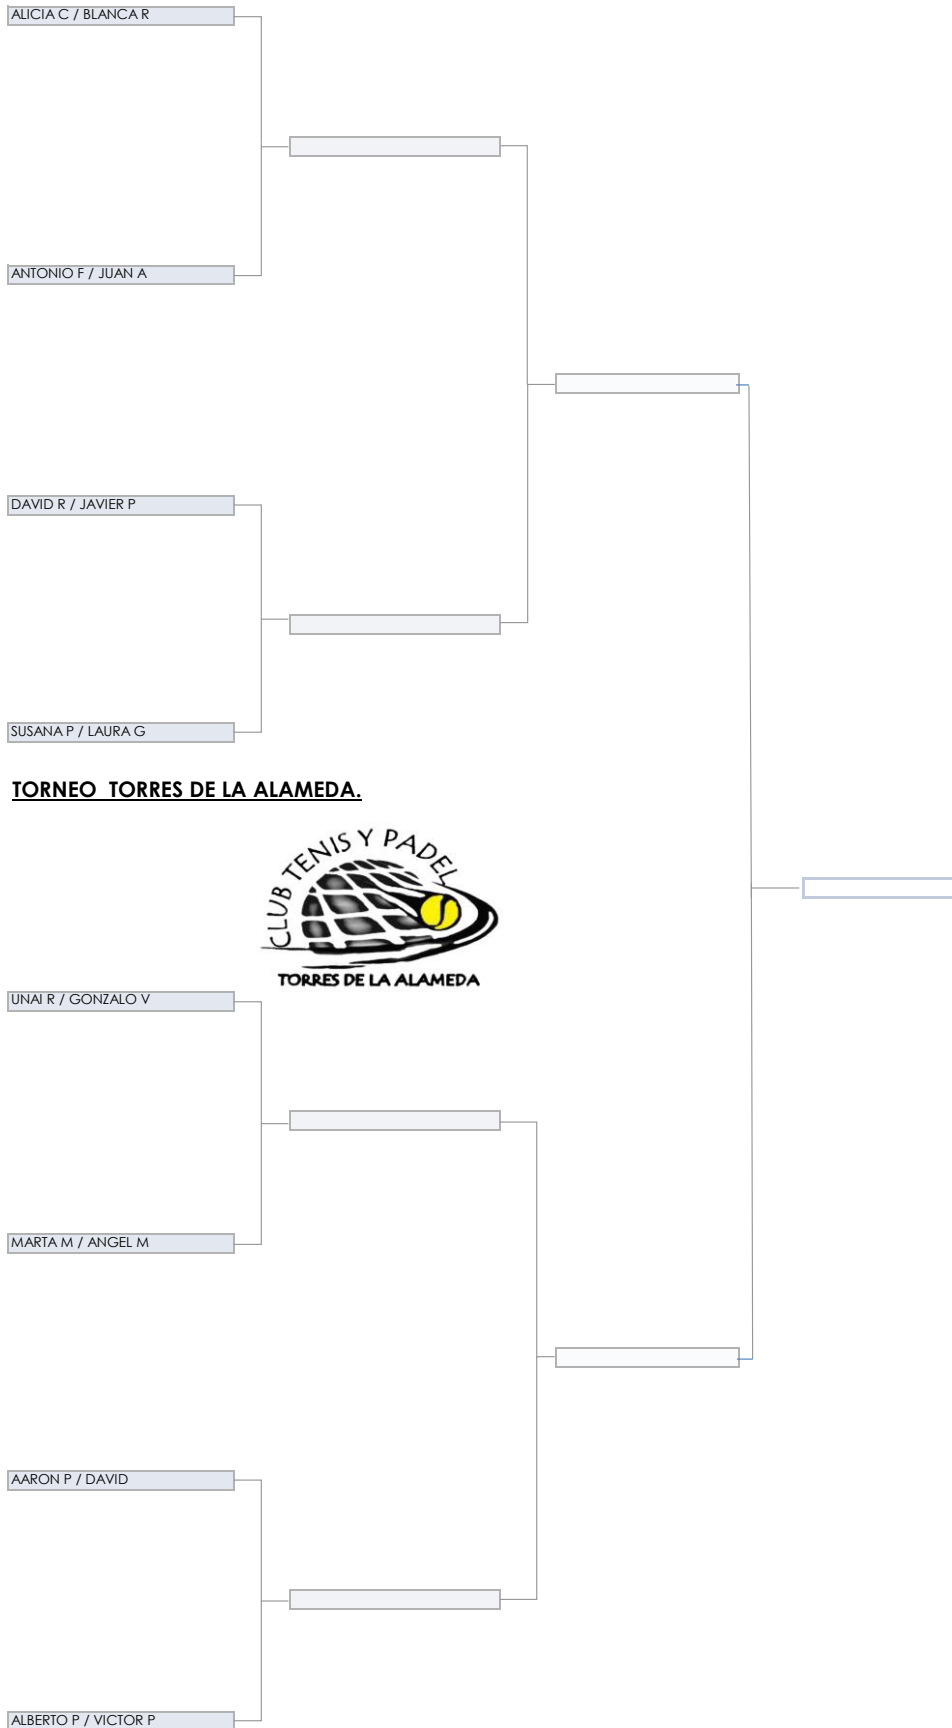 ALICIA C / BLANCA R
ANTONIO F / JUAN A
DAVID R / JAVIER P
SUSANA P / LAURA G
TORNEO  TORRES DE LA ALAMEDA.
CLUB TENIS Y PADEL
TORRES DE LA ALAMEDA
UNAI R / GONZALO V
MARTA M / ANGEL M
AARON P / DAVID
ALBERTO P / VICTOR P